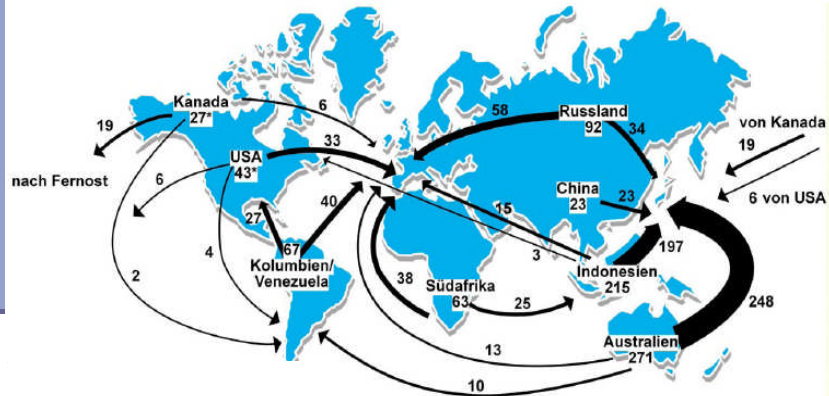 Kanada
27*
6
19
nach Fernost
USA
43*
33
6
27
40
4
2
67
Kolumbien/
Venezuela
58
Russland
92
34
von Kanada
19
6 von USA
China
23
23
15
3
197
Indonesien
215
38
Südafrika
63
25
248
Australien
271
13
10